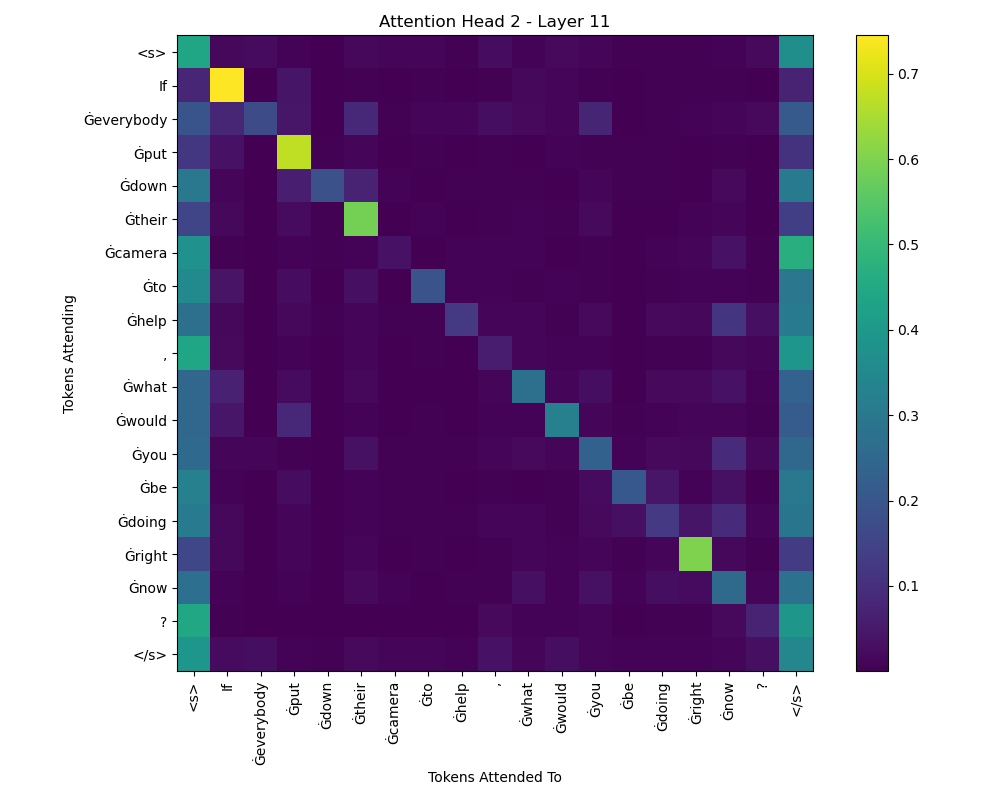 Attention Head 2 - Layer 11
Tokens Attending
<s>
If
Ġeverybody
Ġput
Ġdown
Ġtheir
Ġcamera
Ġto
Ġhelp
,
Ġwhat
Ġwould
Ġyou
Ġbe
Ġdoing
Ġright
Ġnow
?
</s>
0.7
0.6
0.5
0.4
0.3
0.2
0.1
<s>
If
Ġeverybody
Ġput
Ġdown
Ġtheir
Ġcamera
Ġto
Ġhelp
,
Ġwhat
Ġwould
Ġyou
Ġbe
Ġdoing
Ġright
Ġnow
?
</s>
Tokens Attended To